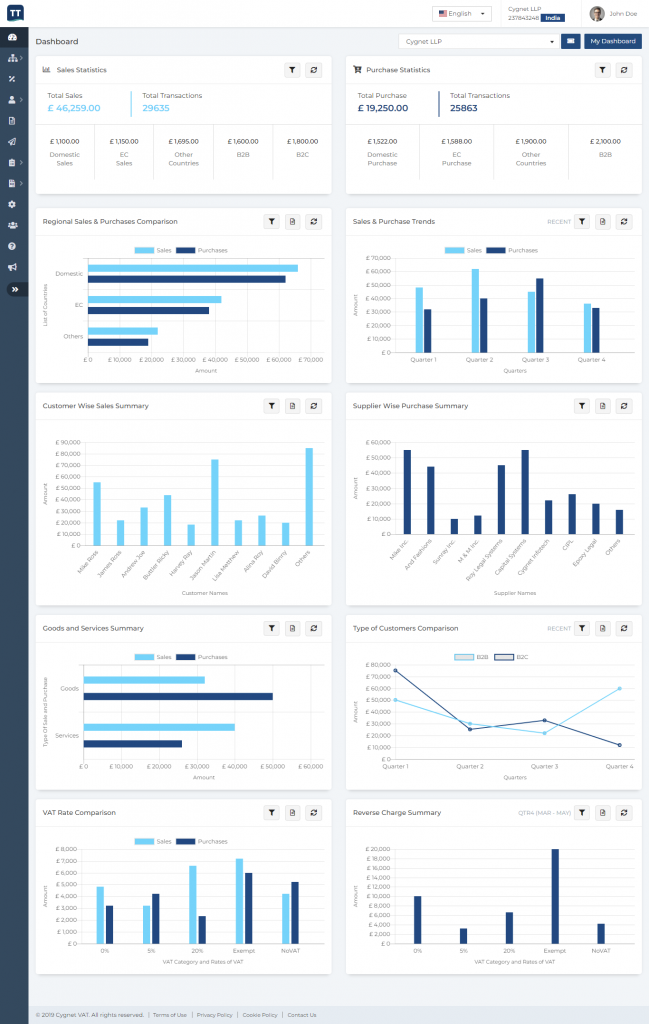 TT
English
Cygnet LLP
237843248 India
John Doe
Dashboard
Cygnet LLP
My Dashboard
Sales Statistics
Total Sales
£ 46,259.00
Total Transactions
29635
£ 1,100.00
Domestic
Sales
£ 1,150.00
EC
Sales
£ 1,695.00
Other
Countries
£ 1,600.00
B2B
£ 1,800.00
B2C
Purchase Statistics
Total Purchase
£ 19,250.00
Total Transactions
25863
£ 1,522.00
Domestic
Purchase
£ 1,588.00
EC
Purchase
£ 1,900.00
Other
Countries
£ 2,100.00
B2B
Regional Sales & Purchases Comparison
Sales Purchases
List of Countries
Domestic
EC
Others
£ 0 £ 10,000 £ 20,000 £ 30,000 £ 40,000 £ 50,000 £ 60,000 £ 70,000
Amount
Sales & Purchase Trends
RECENT
Sales Purchases
Amount
£ 70,000
£ 60,000
£ 50,000
£ 40,000
£ 30,000
£ 20,000
£ 10,000
£ 0
Quarter 1 Quarter 2 Quarter 3 Quarter 4
Quarters
Customer Wise Sales Summary
Amount
£ 90,000
£ 80,000
£ 70,000
£ 60,000
£ 50,000
£ 40,000
£ 30,000
£ 20,000
£ 10,000
£ 0
Mike Ross
James Ross
Andrew Joe
Buttler Ricky
Harvey Ray
Jason Martin
Lisa Matchew
Alina Roy
David Binny
Others
Customer Names
Supplier Wise Purchase Summary
Amount
£ 60,000
£ 50,000
£ 40,000
£ 30,000
£ 20,000
£ 10,000
£ 0
Mike Inc.
And Fashions
Sunray Inc.
M & M Inc.
Roy Legal Systems
Capital Systems
Cygnet Infotech
CIPL
Epoxy Legal
Others
Supplier Names
Goods and Services Summary
Sales Purchases
Type Of Sale and Purchase
Goods
Services
£ 0 £ 10,000 £ 20,000 £ 30,000 £ 40,000 £ 50,000 £ 60,000
Amount
Type of Customers Comparison
RECENT
B2B B2C
Amount
£ 80,000
£ 70,000
£ 60,000
£ 50,000
£ 40,000
£ 30,000
£ 20,000
£ 10,000
£ 0
Quarter 1 Quarter 2 Quarter 3 Quarter 4
Quarters
VAT Rate Comparison
Sales Purchases
Amount
£ 8,000
£ 7,000
£ 6,000
£ 5,000
£ 4,000
£ 3,000
£ 2,000
£ 1,000
£ 0
0% 5% 20% Exempt NoVAT
VAT Category and Rates of VAT
Reverse Charge Summary
QTR4 (MAR - MAY)
Amount
£ 20,000
£ 18,000
£ 16,000
£ 14,000
£ 12,000
£ 10,000
£ 8,000
£ 6,000
£ 4,000
£ 2,000
£ 0
0% 5% 20% Exempt NoVAT
VAT Category and Rates of VAT
© 2019 Cygnet VAT. All rights reserved. | Terms of Use | Privacy Policy | Cookie Policy | Contact Us